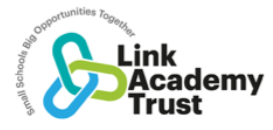 Small Schools Big Opportunities Together
Link
Academy
Trust